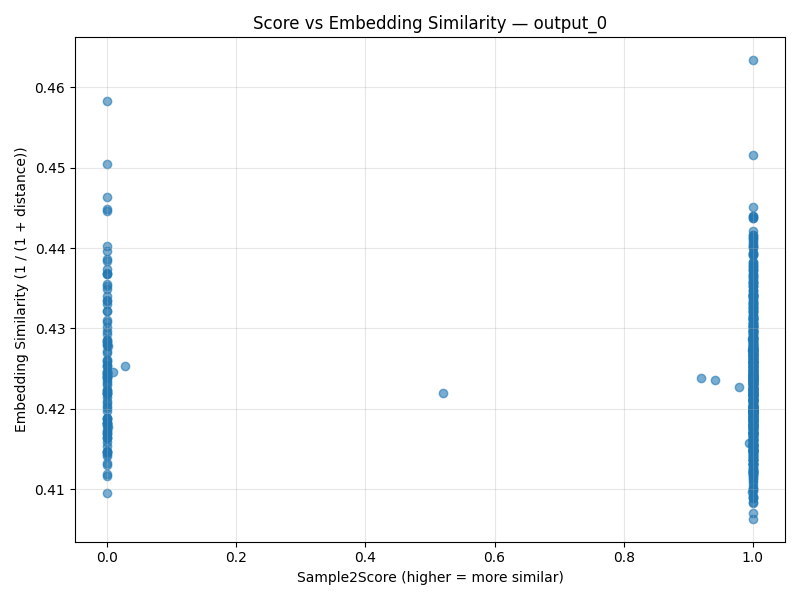 Score vs Embedding Similarity — output_0
Embedding Similarity (1 / (1 + distance))
0.46
0.45
0.44
0.43
0.42
0.41
0.0 0.2 0.4 0.6 0.8 1.0
Sample2Score (higher = more similar)